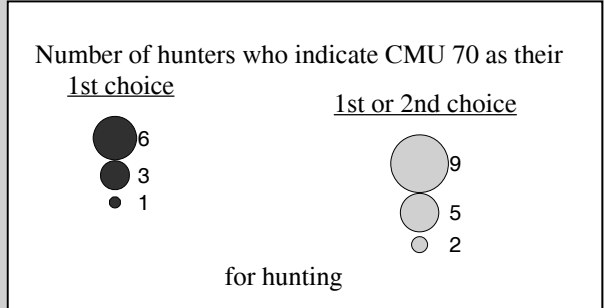 Number of hunters who indicate CMU 70 as their
1st choice
1st or 2nd choice
6
3
1
9
5
2
for hunting